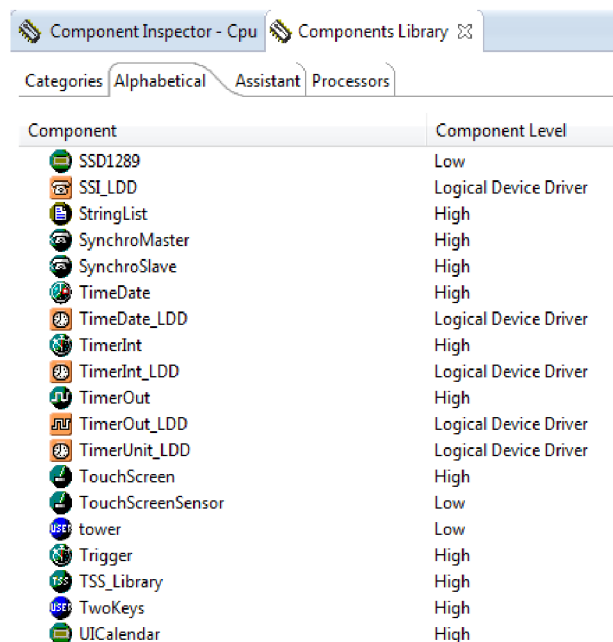 Component Inspector - Cpu Components Library
Categories Alphabetical Assistant Processors
Component Component Level
SSD1289 Low
SSI_LDD Logical Device Driver
StringList High
SynchroMaster High
SynchroSlave High
TimeDate High
TimeDate_LDD Logical Device Driver
TimerInt High
TimerInt_LDD Logical Device Driver
TimerOut High
TimerOut_LDD Logical Device Driver
TimerUnit_LDD Logical Device Driver
TouchScreen High
TouchScreenSensor Low
USER tower Low
Trigger High
TSS TSS_Library High
USER TwoKeys High
UICalendar High